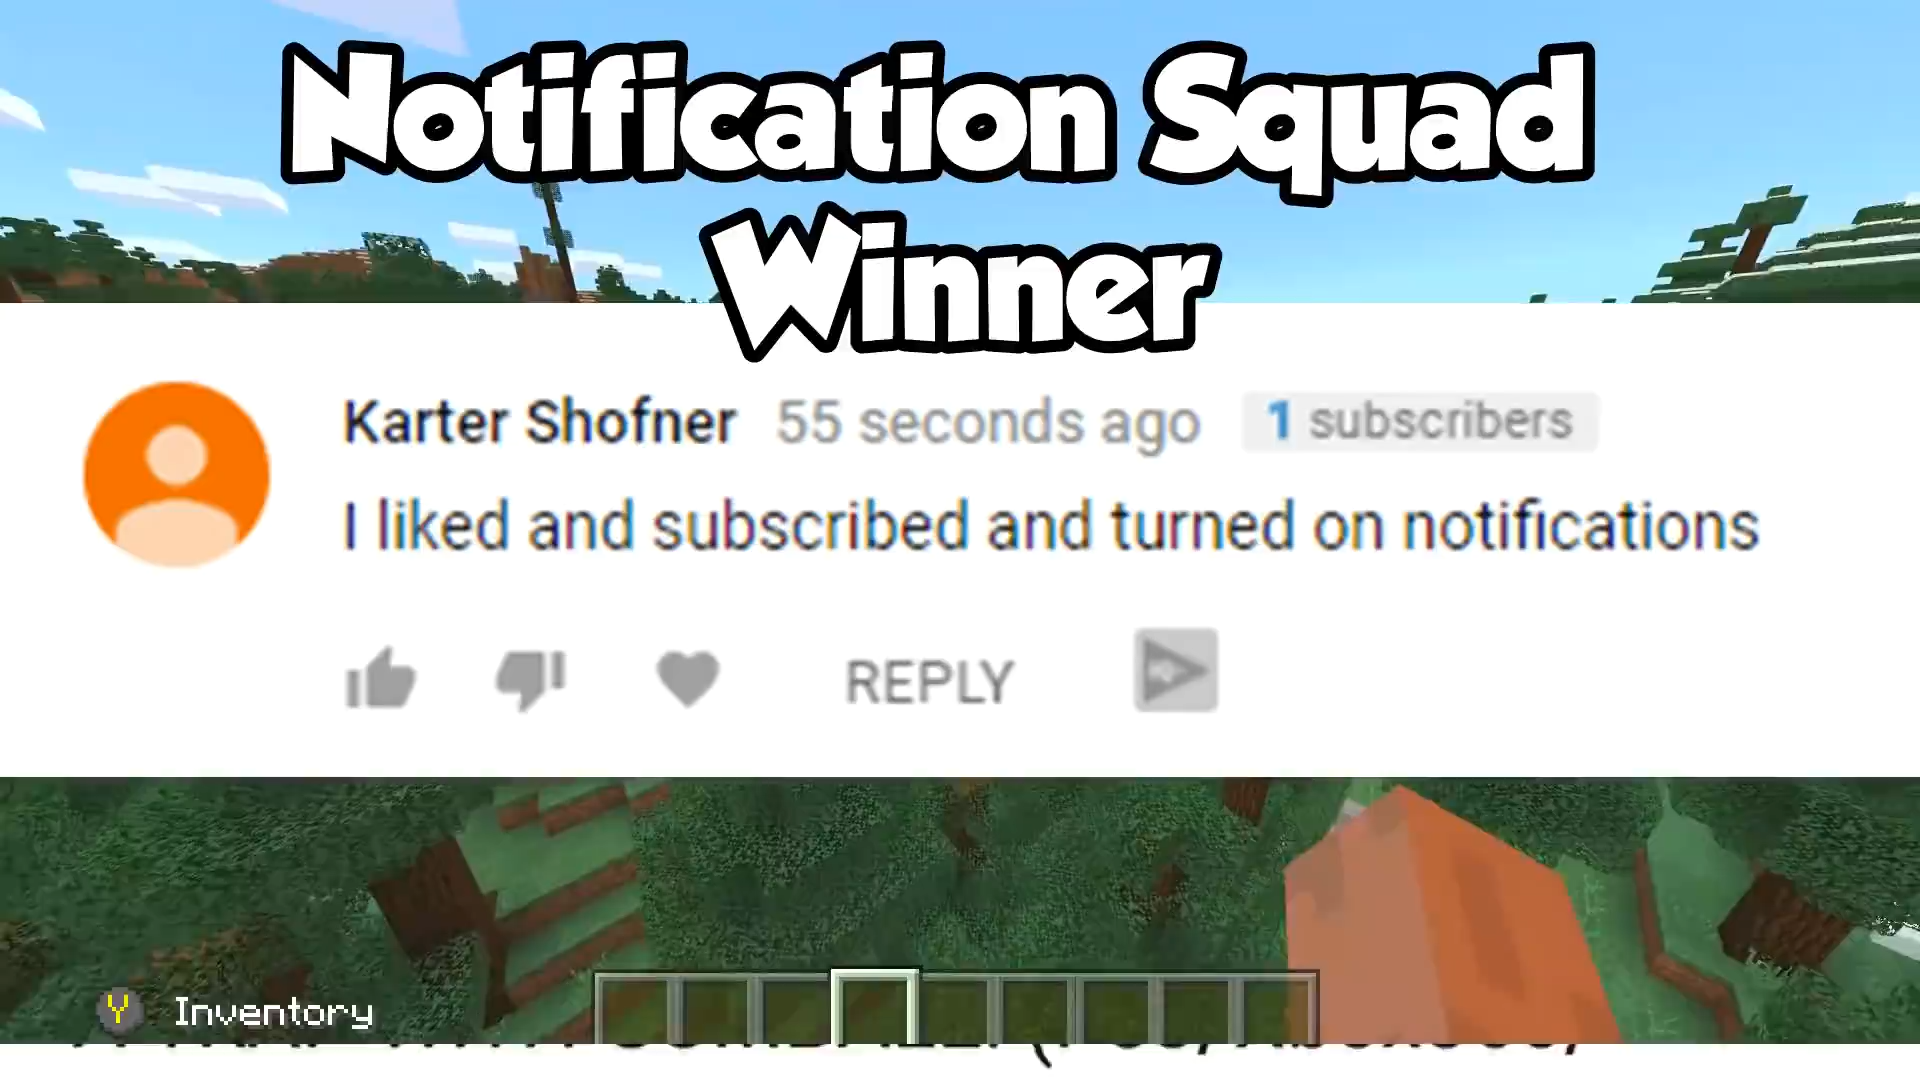 Notification Squad
Winner
Karter Shofner 55 seconds ago 1 subscribers
I liked and subscribed and turned on notifications
REPLY
Y Inventory